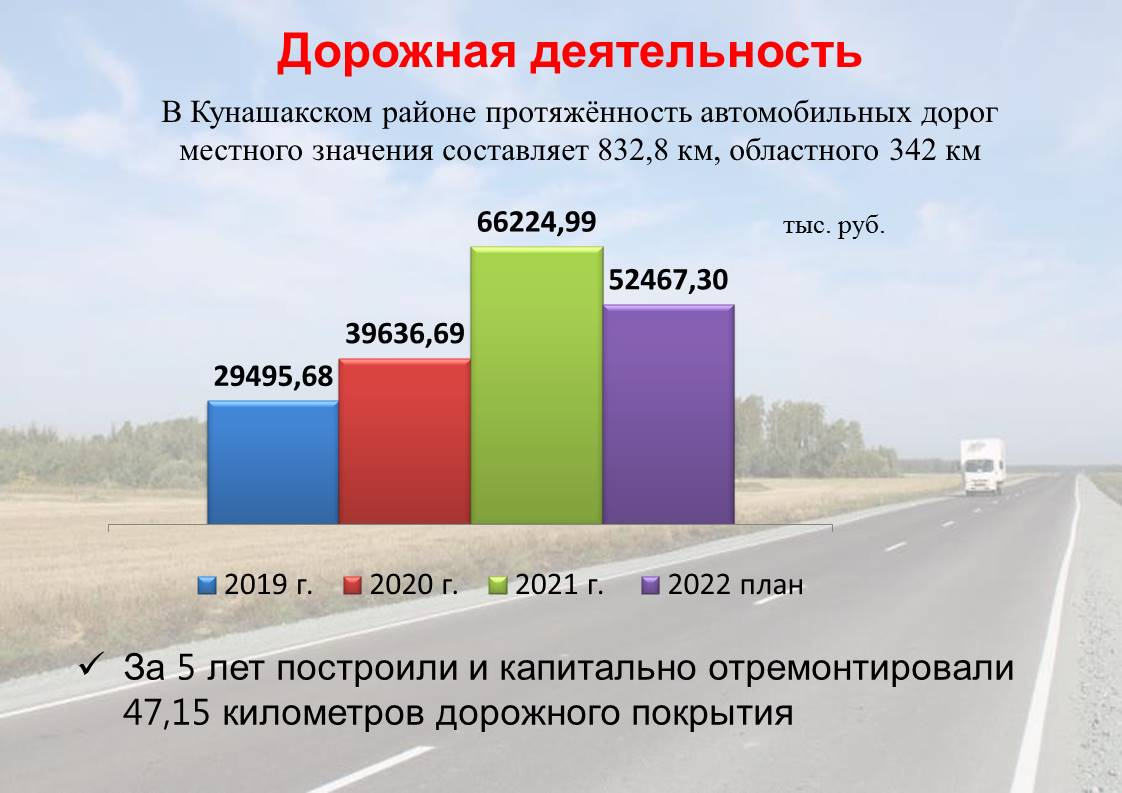 Дорожная деятельность
В Кунашакском районе протяжённость автомобильных дорог
местного значения составляет 832,8 км, областного 342 км
66224,99
тыс. руб.
52467,30
39636,69
29495,68
2019 г. 2020 г. 2021 г. 2022 план
✓ За 5 лет построили и капитально отремонтировали
47,15 километров дорожного покрытия